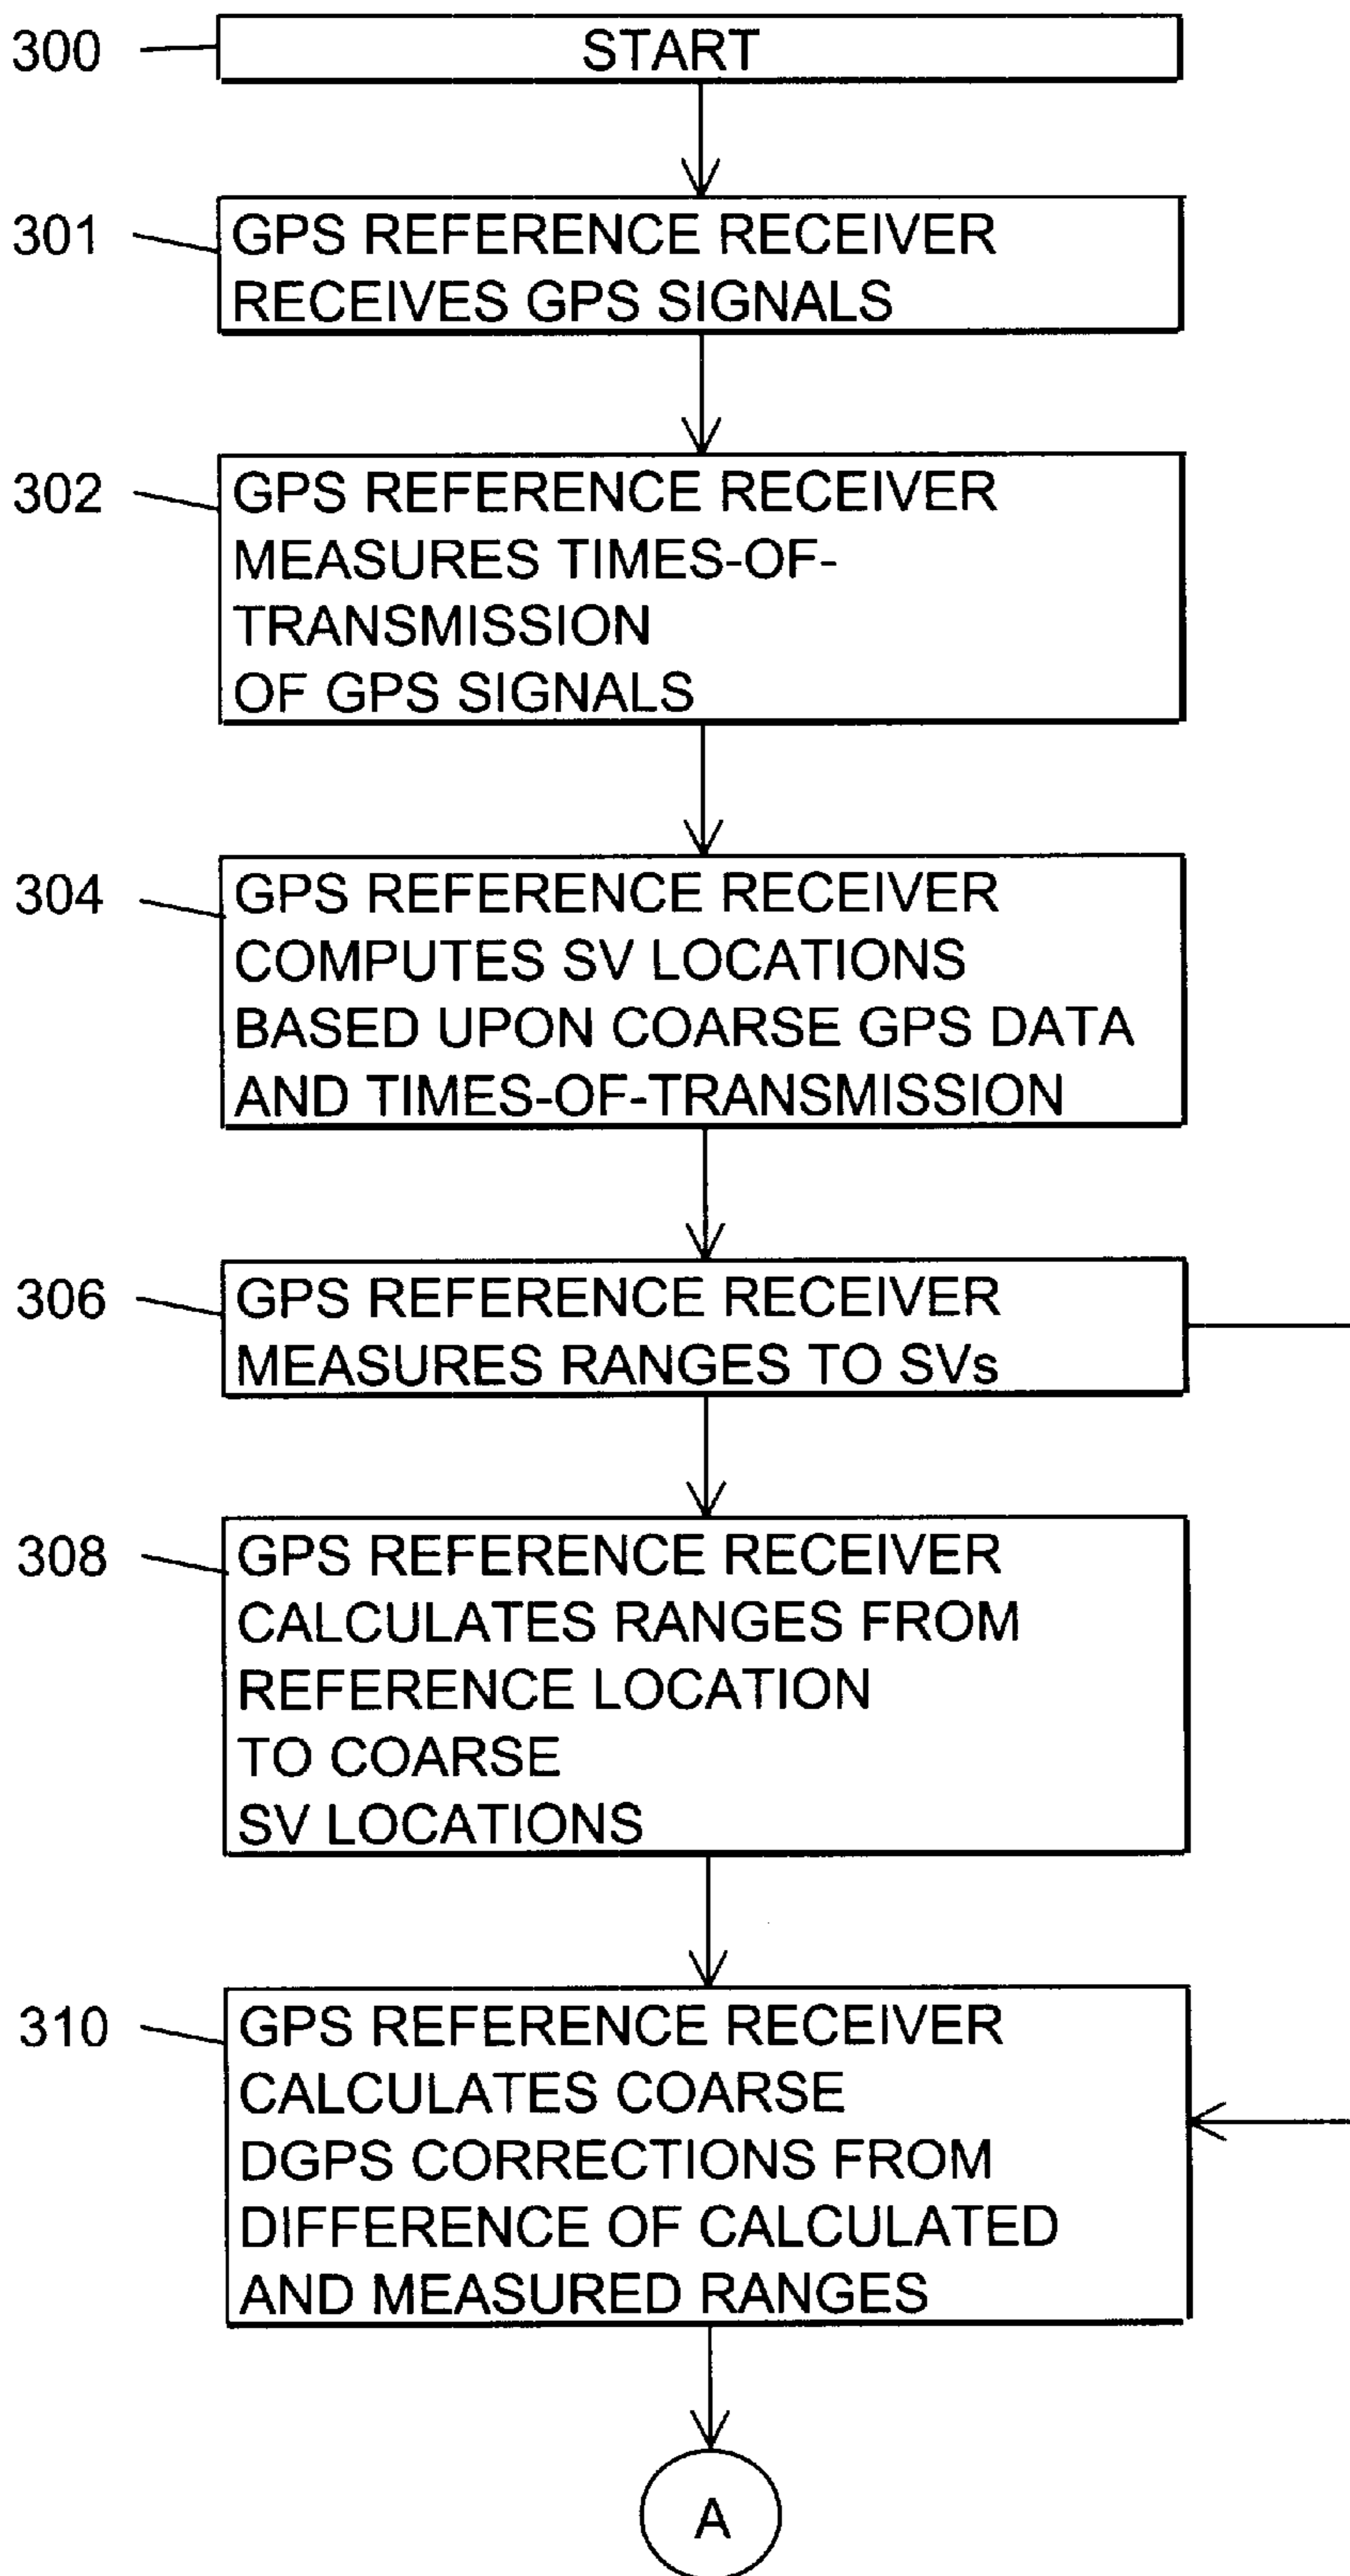 300
START
301
GPS REFERENCE RECEIVER
RECEIVES GPS SIGNALS
302
GPS REFERENCE RECEIVER
MEASURES TIMES-OF-
TRANSMISSION
OF GPS SIGNALS
304
GPS REFERENCE RECEIVER
COMPUTES SV LOCATIONS
BASED UPON COARSE GPS DATA
AND TIMES-OF-TRANSMISSION
306
GPS REFERENCE RECEIVER
MEASURES RANGES TO SVs
308
GPS REFERENCE RECEIVER
CALCULATES RANGES FROM
REFERENCE LOCATION
TO COARSE
SV LOCATIONS
310
GPS REFERENCE RECEIVER
CALCULATES COARSE
DGPS CORRECTIONS FROM
DIFFERENCE OF CALCULATED
AND MEASURED RANGES
A